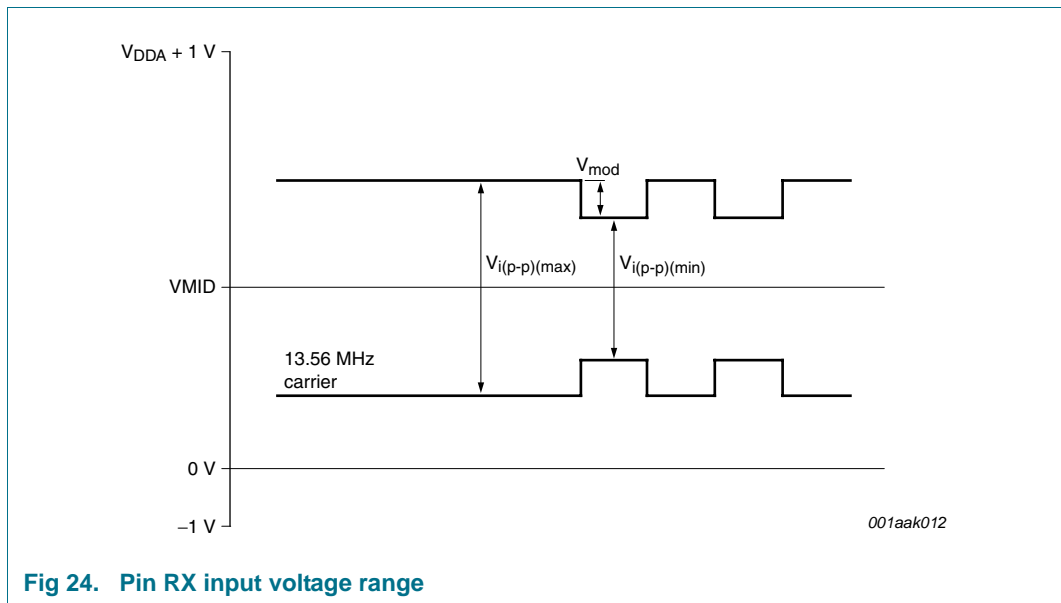 VDDA + 1 V
Vmod
Vi(p-p)(max)
Vi(p-p)(min)
VMID
13.56 MHz
carrier
0 V
−1 V
001aak012
Fig 24. Pin RX input voltage range